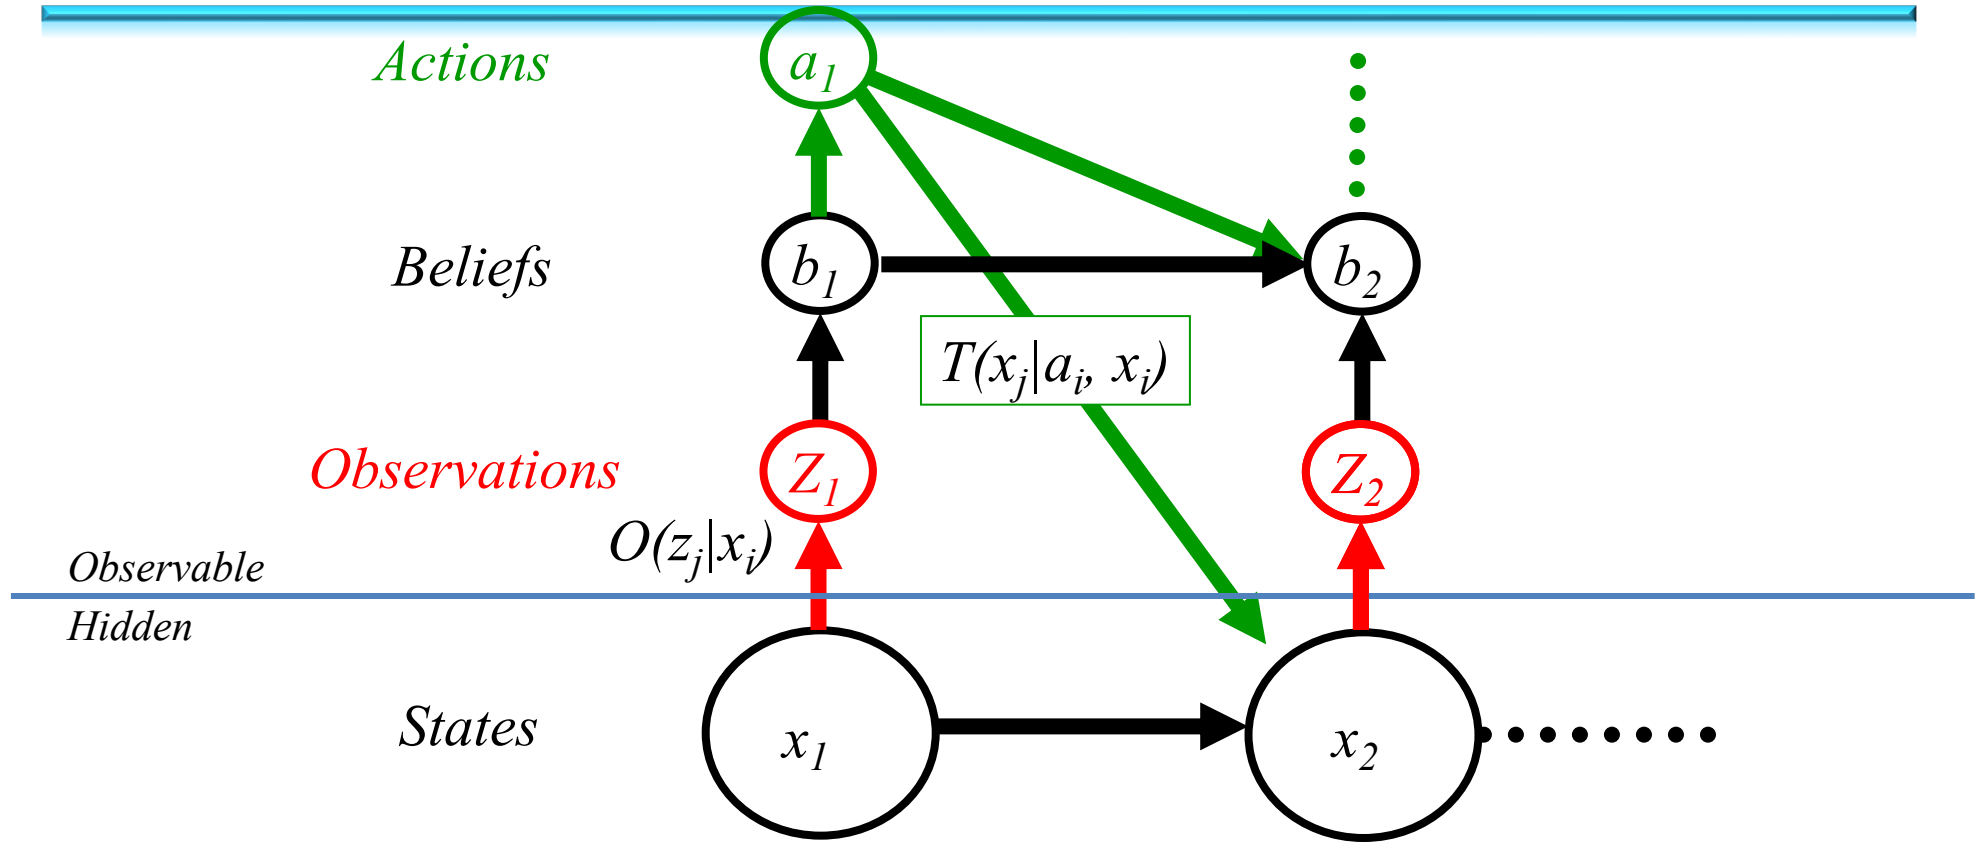 Actions a₁
Beliefs b₁ b₂
T(xⱼ|aᵢ, xᵢ)
Observations Z₁ Z₂
O(zⱼ|xᵢ)
Observable
Hidden
States x₁ x₂